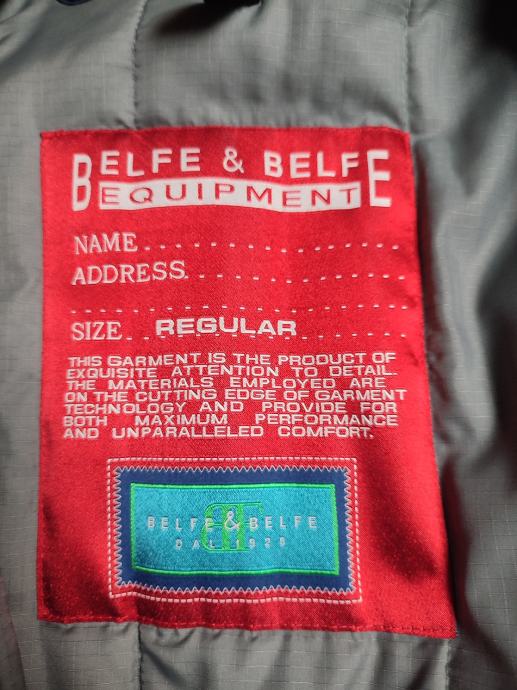 BELFE & BELFE
EQUIPMENT
NAME
ADDRESS
SIZE REGULAR
THIS GARMENT IS THE PRODUCT OF
EXQUISITE ATTENTION TO DETAIL.
THE MATERIALS EMPLOYED ARE
ON THE CUTTING EDGE OF GARMENT
TECHNOLOGY AND PROVIDE FOR
BOTH MAXIMUM PERFORMANCE
AND UNPARALLELED COMFORT.
BELFE & BELFE
DAL 1920